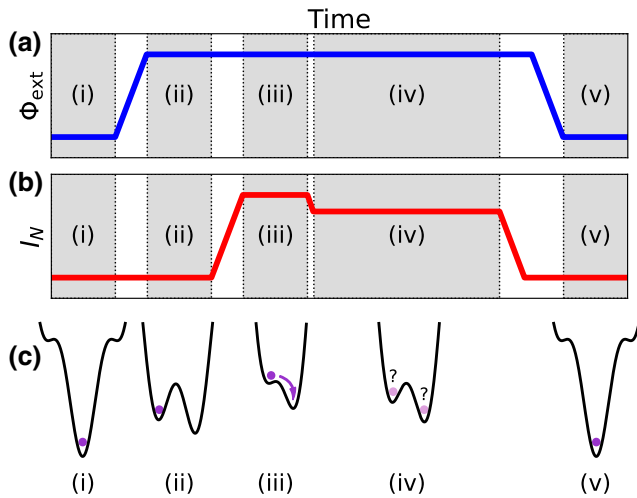 Time
(a)
Φext
(i) (ii) (iii) (iv) (v)
(b)
IN
(i) (ii) (iii) (iv) (v)
(c)
? ? 
(i) (ii) (iii) (iv) (v)